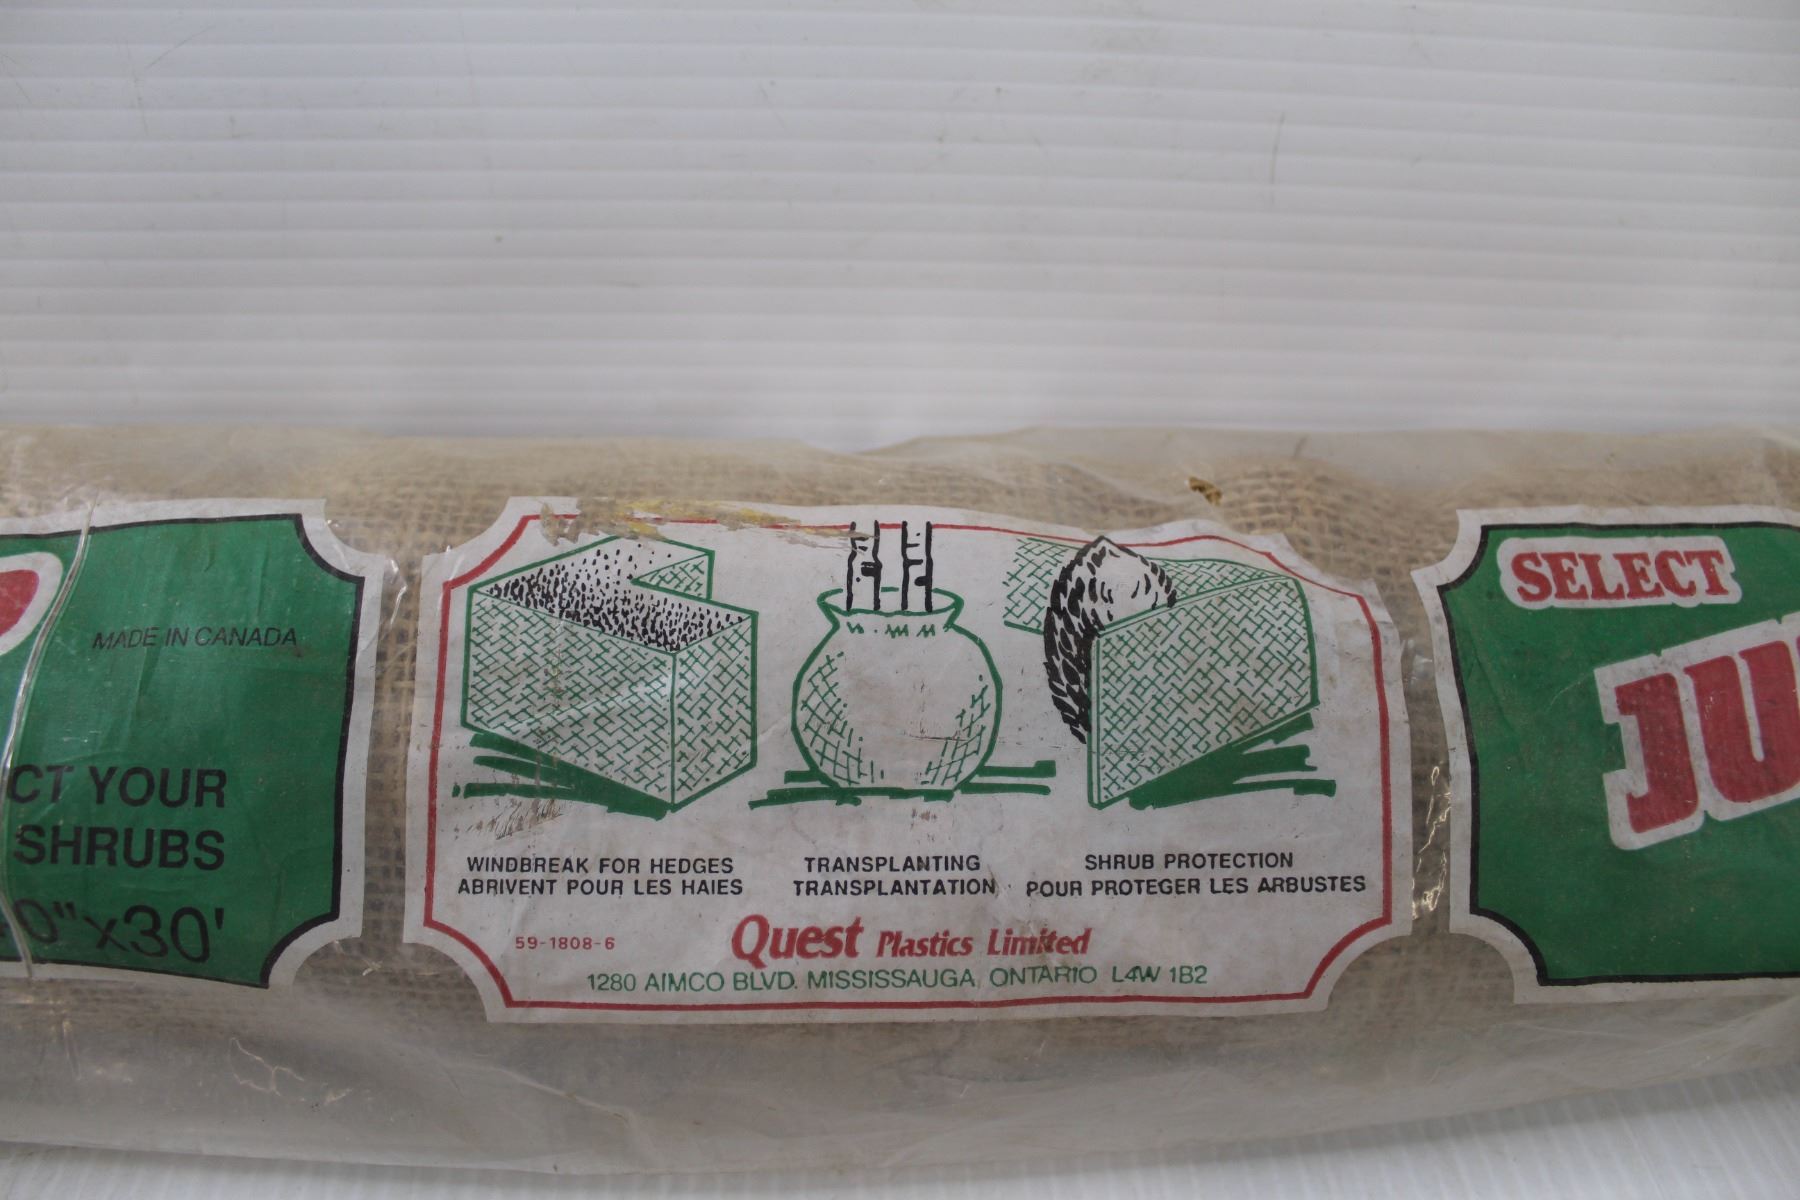 MADE IN CANADA
YOUR
SHRUBS
0"x30'
WINDBREAK FOR HEDGES
ABRIVENT POUR LES HAIES
TRANSPLANTING
TRANSPLANTATION
SHRUB PROTECTION
POUR PROTEGER LES ARBUSTES
59-1808-6
Quest Plastics Limited
1280 AIMCO BLVD. MISSISSAUGA, ONTARIO L4W 1B2
SELECT